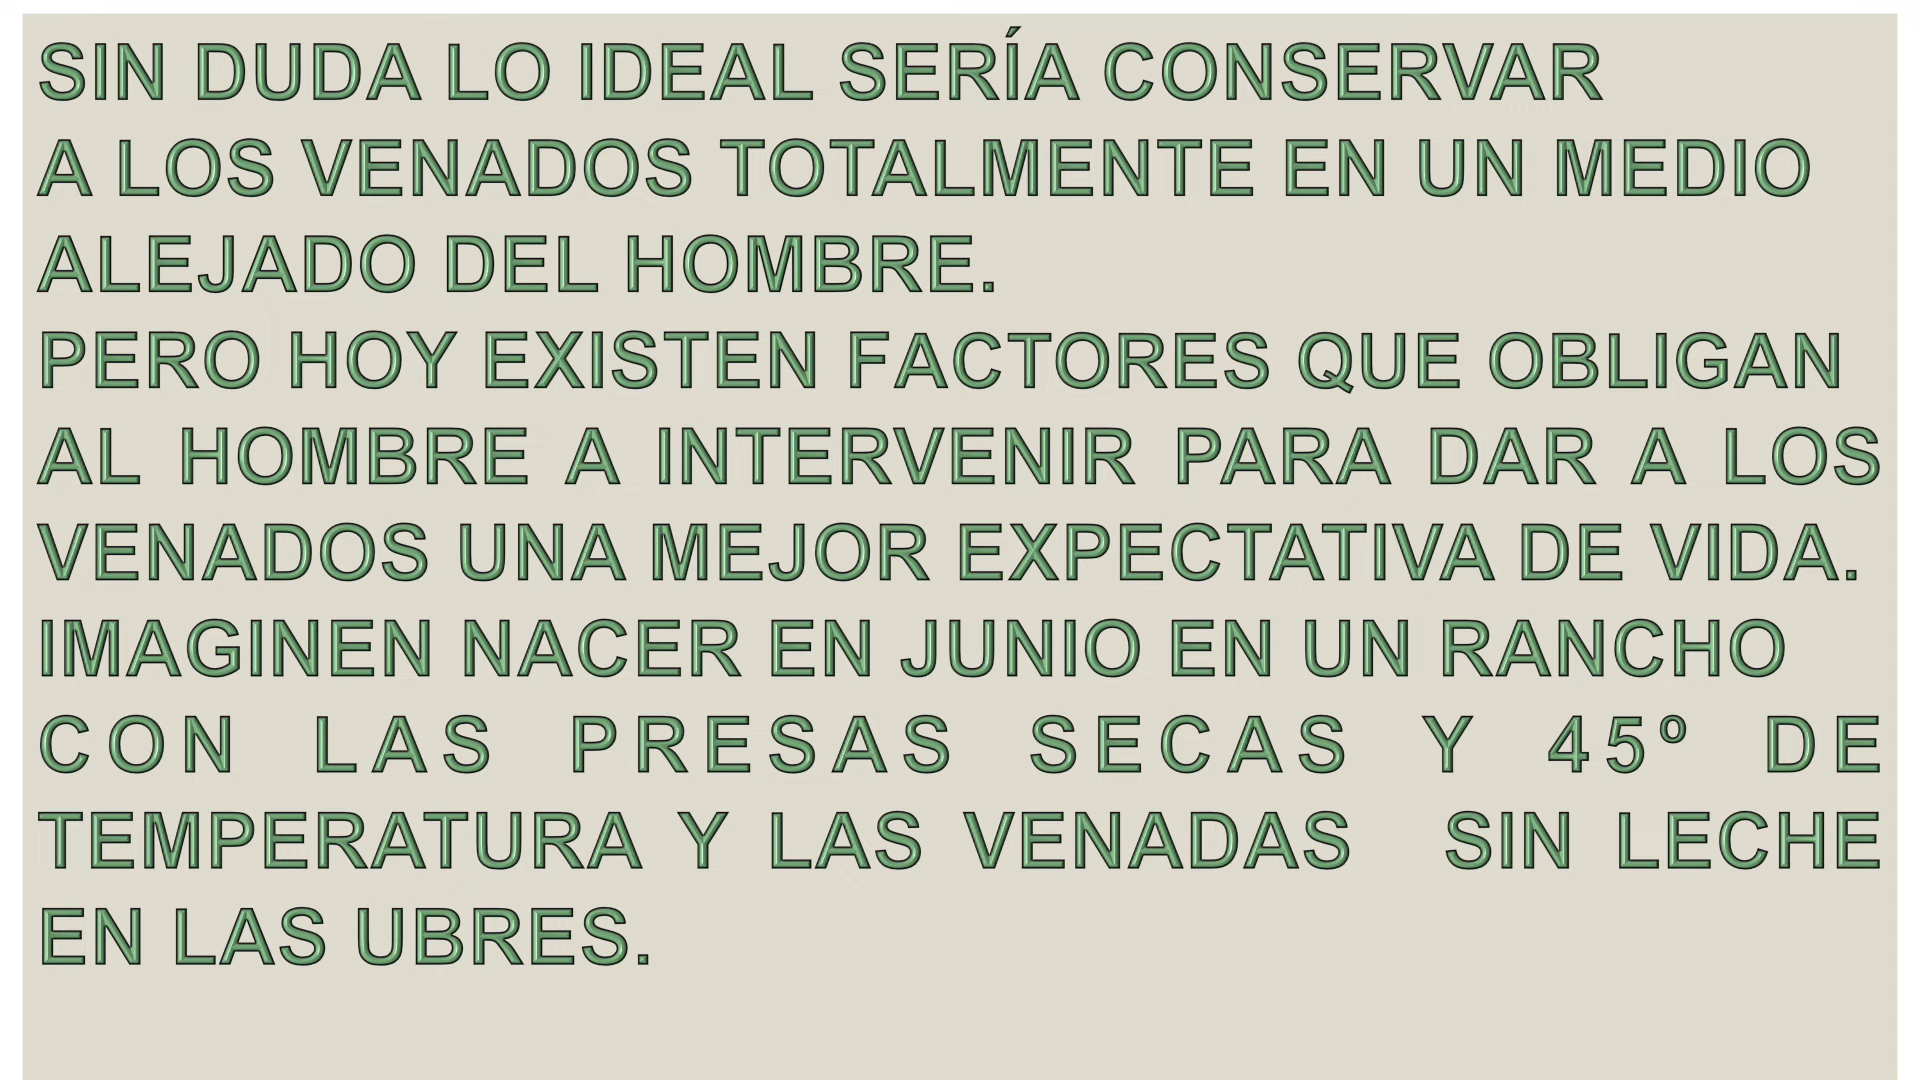 SIN DUDA LO IDEAL SERÍA CONSERVAR
A LOS VENADOS TOTALMENTE EN UN MEDIO
ALEJADO DEL HOMBRE.
PERO HOY EXISTEN FACTORES QUE OBLIGAN
AL HOMBRE A INTERVENIR PARA DAR A LOS
VENADOS UNA MEJOR EXPECTATIVA DE VIDA.
IMAGINEN NACER EN JUNIO EN UN RANCHO
CON LAS PRESAS SECAS Y 45º DE
TEMPERATURA Y LAS VENADAS SIN LECHE
EN LAS UBRES.